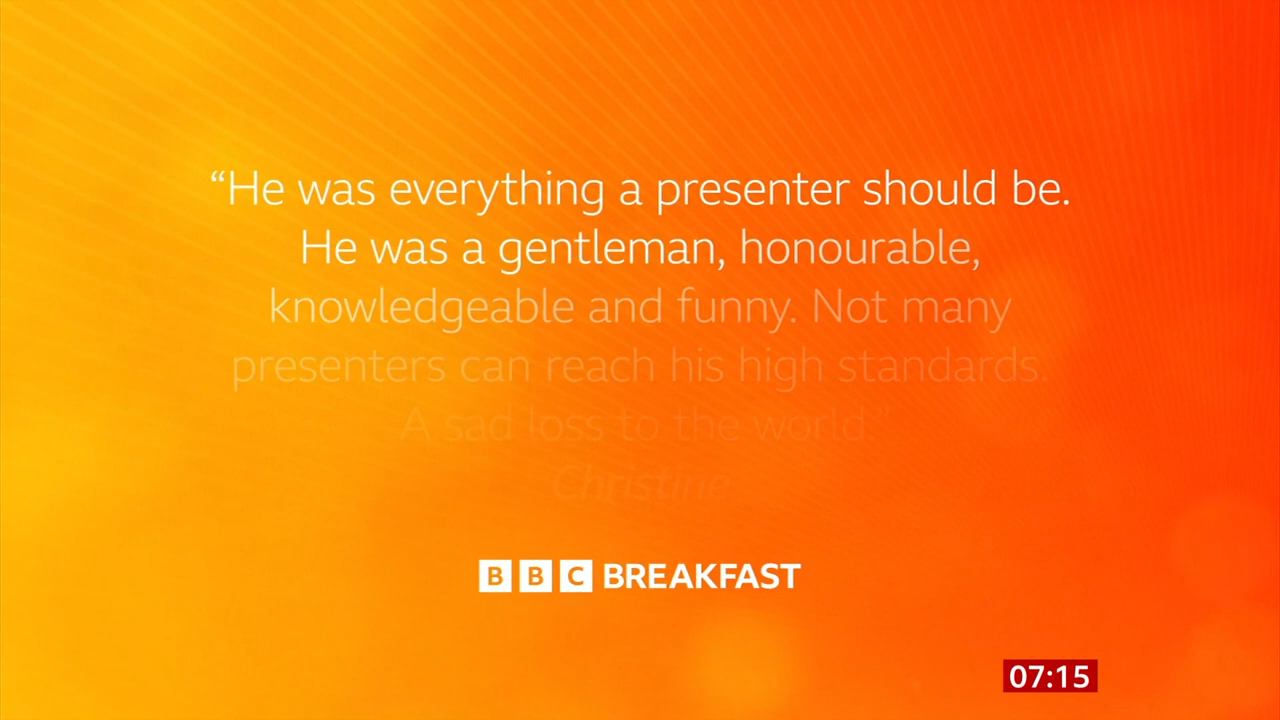 “He was everything a presenter should be.
He was a gentleman, honourable,
knowledgeable and funny. Not many
presenters can reach his high standards.
A sad loss to the world.”
Christine
BBC BREAKFAST
07:15